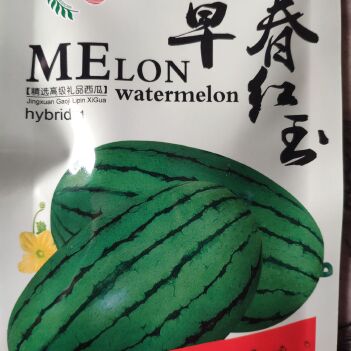 早春红玉
MELON
【精选高级礼品西瓜】
watermelon
Jingxuan Gaoji Lipin XiGua
hybrid